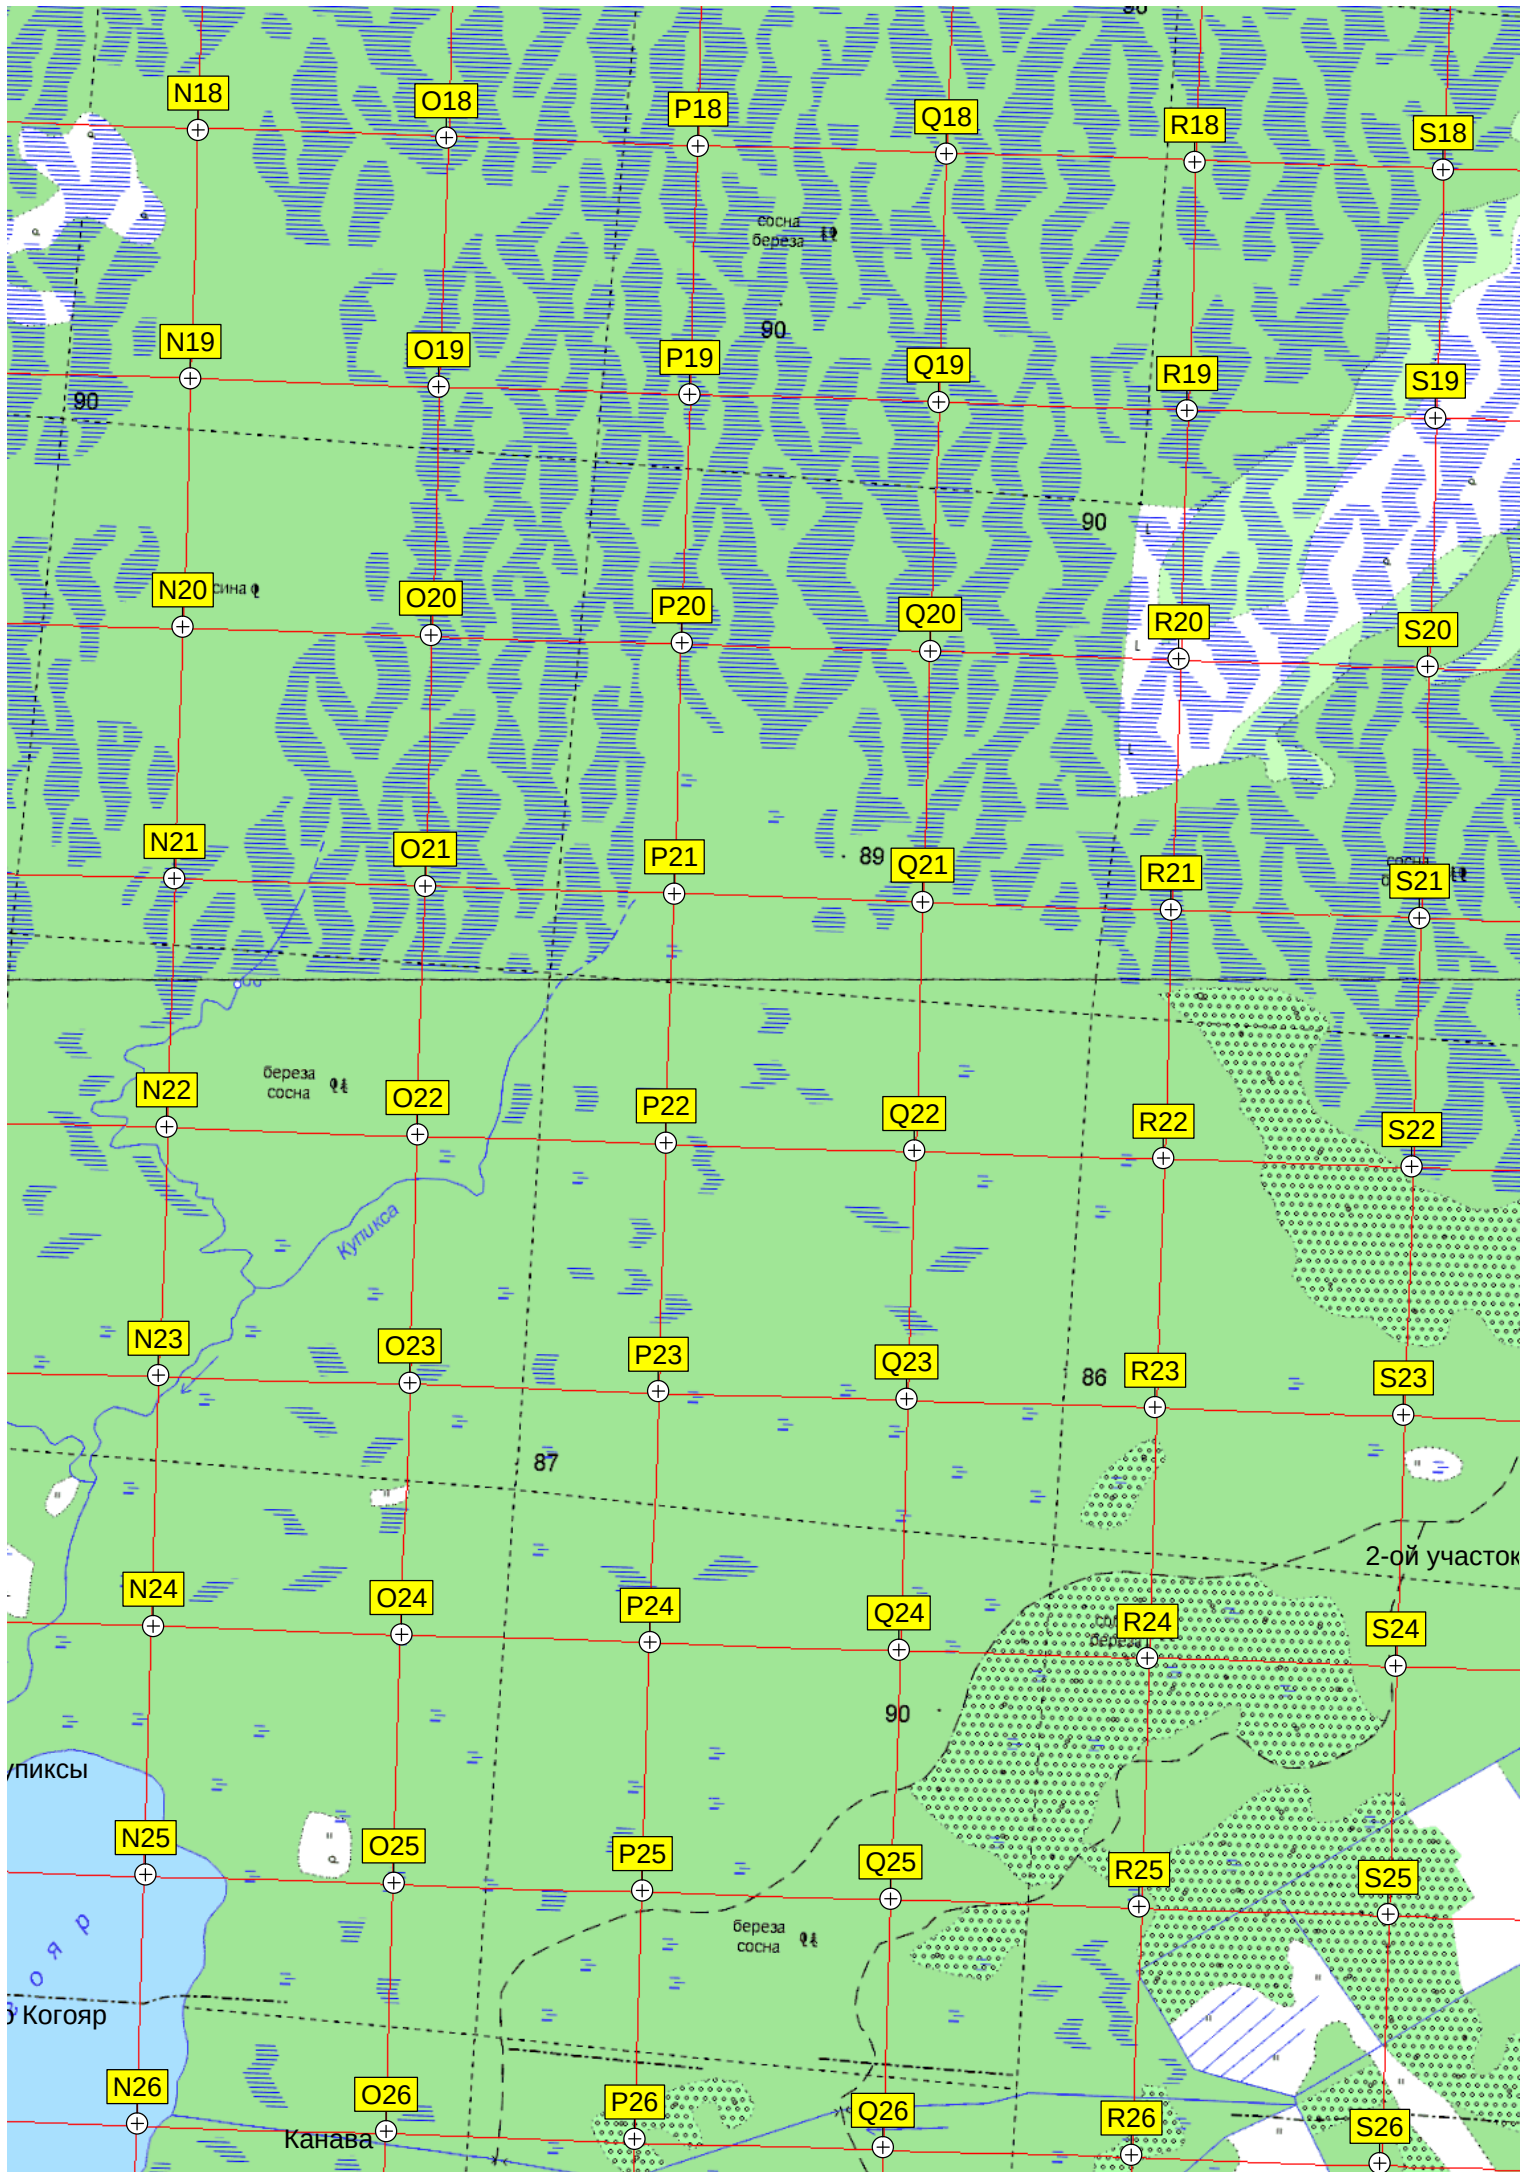 90
N18
O18
P18
Q18
R18
S18
сосна
береза
90
N19
O19
P19
Q19
R19
S19
90
90
N20
O20
P20
Q20
R20
S20
N21
O21
P21
89
Q21
R21
S21
береза
сосна
N22
O22
P22
Q22
R22
S22
Купикса
N23
O23
P23
Q23
86
R23
S23
87
2-ой участок
N24
O24
P24
Q24
R24
S24
90
упиксы
N25
O25
P25
Q25
R25
S25
береза
сосна
о я р
Когояр
N26
O26
P26
Q26
R26
S26
Канава